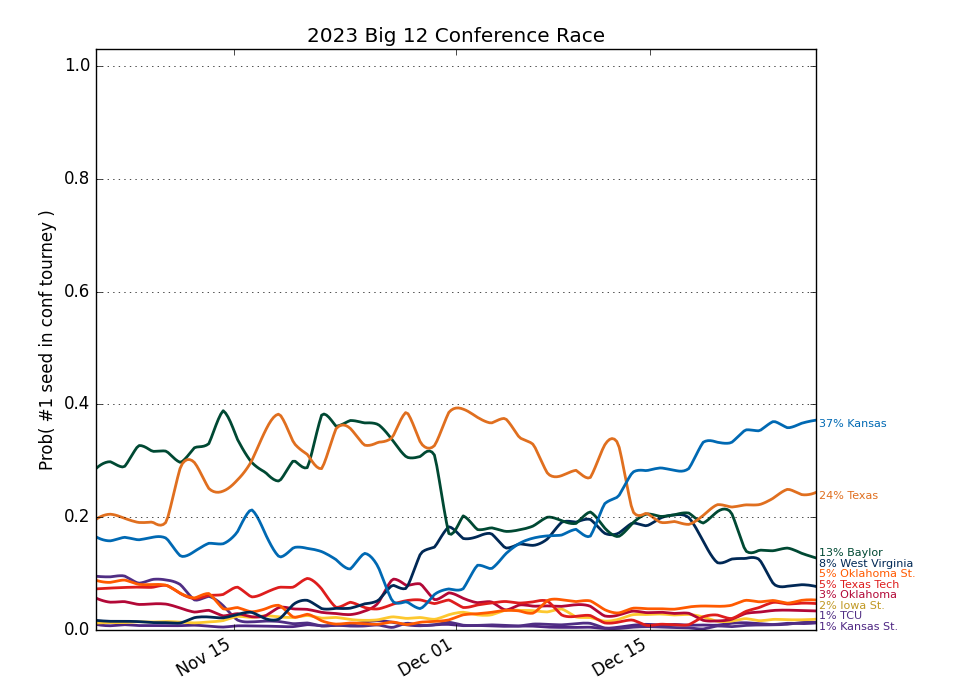 2023 Big 12 Conference Race
Prob( #1 seed in conf tourney )
1.0
0.8
0.6
0.4
0.2
0.0
Nov 15
Dec 01
Dec 15
37% Kansas
24% Texas
13% Baylor
8% West Virginia
5% Oklahoma St.
5% Texas Tech
3% Oklahoma
2% Iowa St.
1% TCU
1% Kansas St.